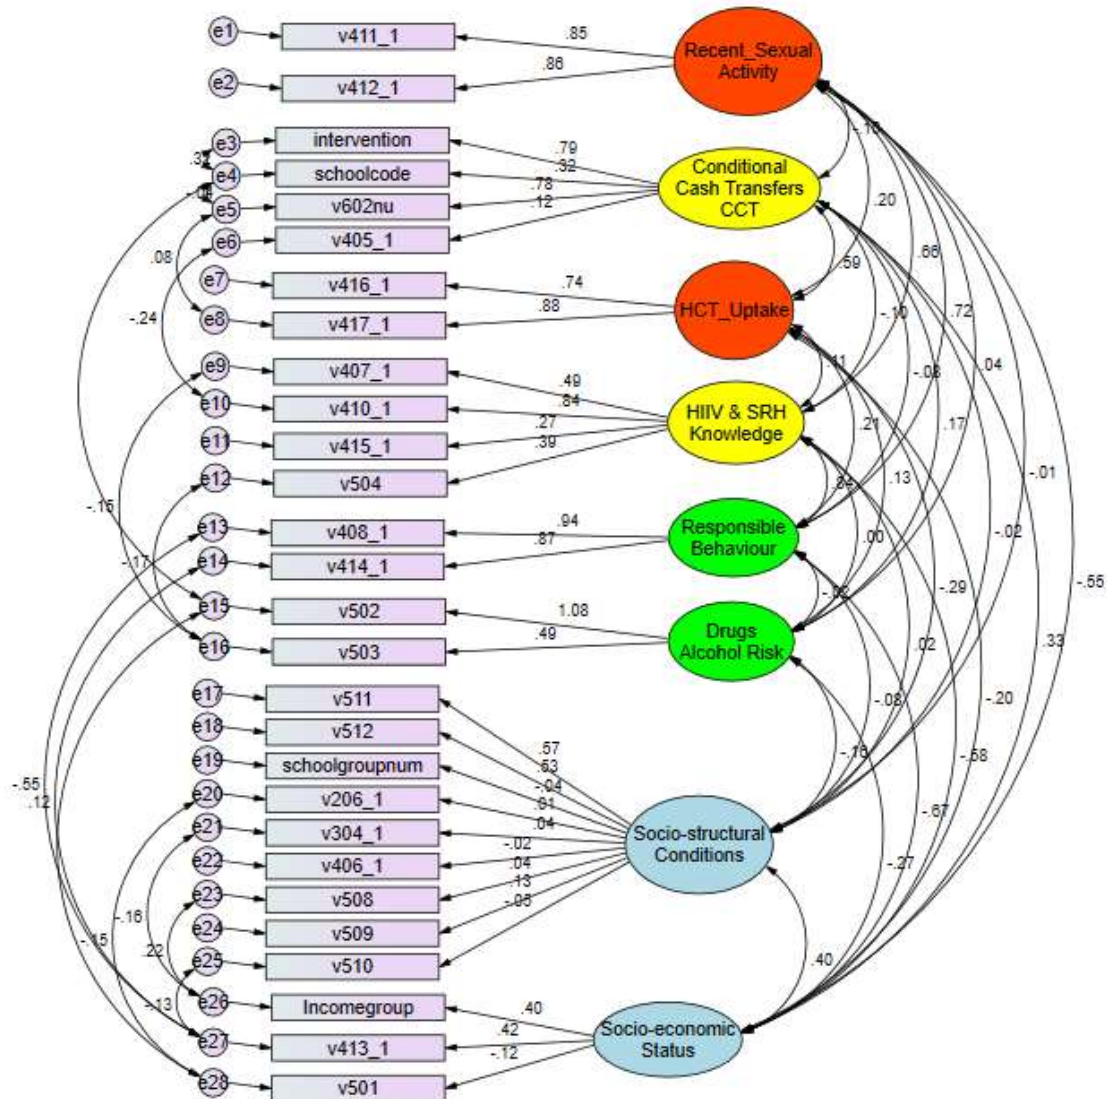 e1
v411_1
.85
Recent_Sexual
Activity
e2
v412_1
.86
e3
intervention
.79
e4
schoolcode
.32
Conditional
Cash Transfers
CCT
e5
v602nu
.78
e6
v405_1
.12
.20
.08
e7
v416_1
.74
.59
.66
e8
v417_1
.88
HCT_Uptake
-.10
.72
-.24
e9
v407_1
.49
.04
e10
v410_1
.84
HIIV & SRH
Knowledge
.21
.17
e11
v415_1
.27
e12
v504
.39
.13
-.01
-.15
e13
v408_1
.94
Responsible
Behaviour
.00
-.02
e14
v414_1
.87
-.17
-.29
-.55
e15
v502
1.08
Drugs
Alcohol Risk
e16
v503
.49
.02
.33
e17
v511
-.08
-.20
e18
v512
.57
-.16
-.58
e19
schoolgroupnum
.53
-.04
e20
v206_1
.01
-.55
.12
e21
v304_1
.04
Socio-structural
Conditions
-.67
e22
v406_1
-.02
.04
-.27
e23
v508
.13
-.05
e24
v509
-.16
-.15
.22
e25
v510
.40
e26
Incomegroup
.40
-.13
e27
v413_1
.42
Socio-economic
Status
-.12
e28
v501